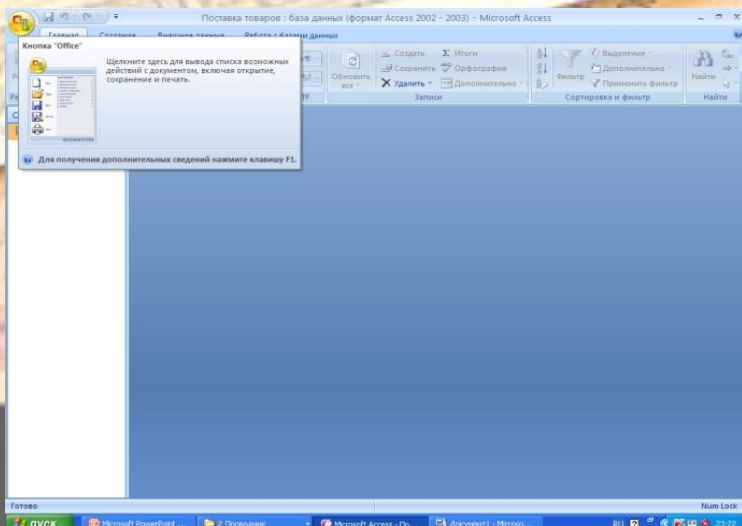 Поставка товаров : база данных (формат Access 2002 - 2003) - Microsoft Access
Главная Создание Внешние данные Работа с базами данных
Кнопка "Office"
Щелкните здесь для вывода списка возможных
действий с документом, включая открытие,
сохранение и печать.
Для получения дополнительных сведений нажмите клавишу F1.
Обновить
все
Создать
Сохранить
Удалить
Итоги
Орфография
Дополнительно
Записи
Фильтр
Выделение
Дополнительно
Применить фильтр
Сортировка и фильтр
Найти
Найти
Готово
Num Lock
пуск
Microsoft PowerPoint ...
2 Проводник
Microsoft Access - По...
Документ1 - Microso...
RU
23:22